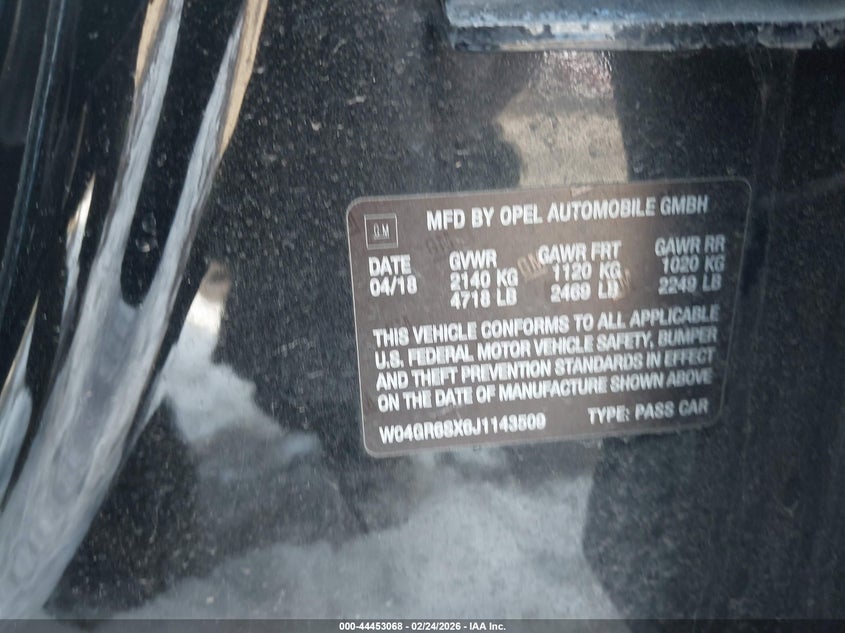 GM
MFD BY OPEL AUTOMOBILE GMBH
DATE GVWR GAWR FRT GAWR RR
04/18 2140 KG 1120 KG 1020 KG
4718 LB 2469 LB 2249 LB
THIS VEHICLE CONFORMS TO ALL APPLICABLE
U.S. FEDERAL MOTOR VEHICLE SAFETY, BUMPER
AND THEFT PREVENTION STANDARDS IN EFFECT
ON THE DATE OF MANUFACTURE SHOWN ABOVE
W04GR6SX6J1143509 TYPE: PASS CAR
000-44453068 - 02/24/2026 - IAA Inc.